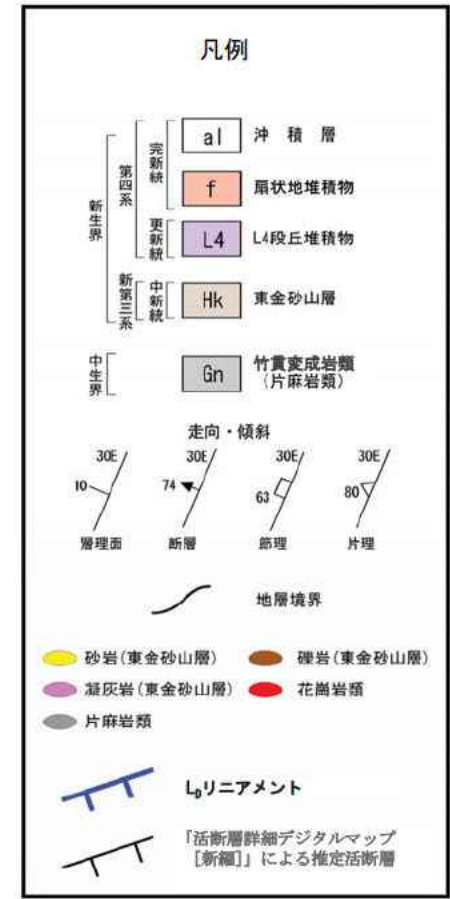 凡例
新生界
第四系
完新統
al 沖積層
f 扇状地堆積物
更新統
L4 L4段丘堆積物
新第三系
中新統
Hk 東金砂山層
中生界
Gn 竹貫変成岩類
(片麻岩類)
走向・傾斜
30E 30E 30E 30E
10 74 63 80
層理面 断層 節理 片理
地層境界
砂岩(東金砂山層) 礫岩(東金砂山層)
凝灰岩(東金砂山層) 花崗岩類
片麻岩類
LDリニアメント
「活断層詳細デジタルマップ
[新編]」による推定活断層